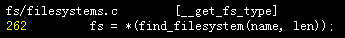 fs/filesystems.c [__get_fs_type]
262 fs = *(find_filesystem(name, len));